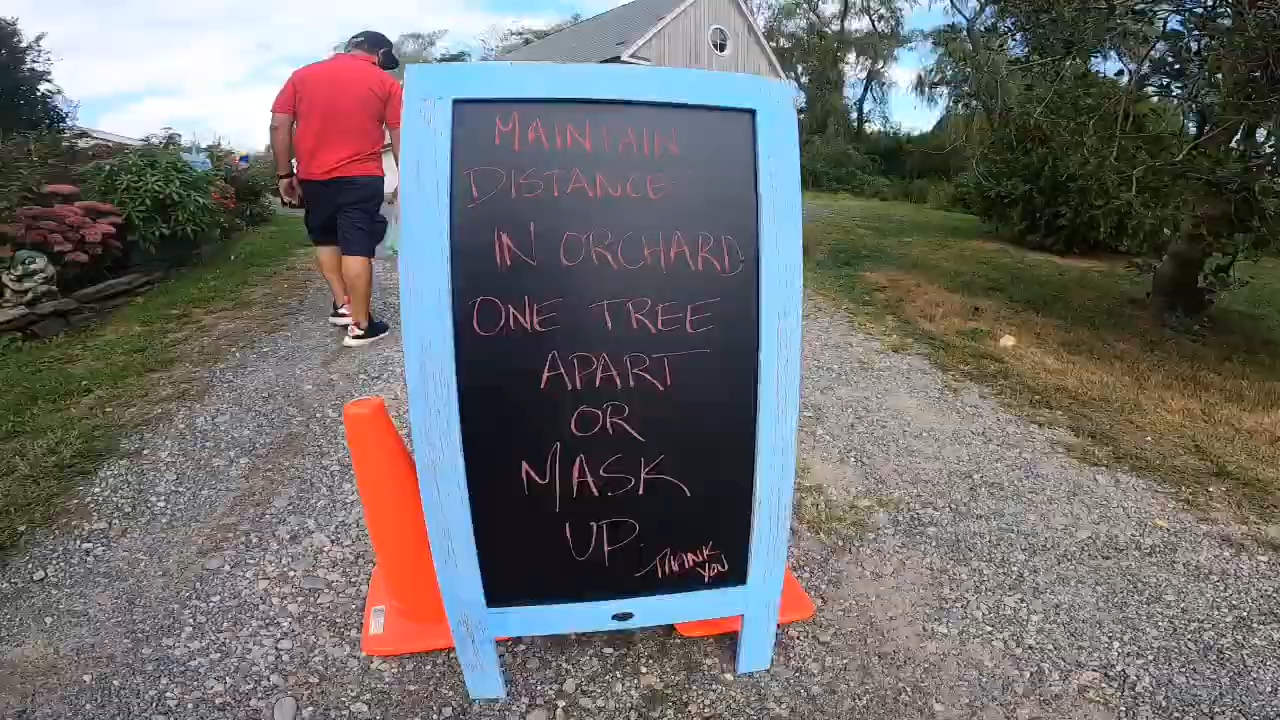 MAINTAIN
DISTANCE
IN ORCHARD
ONE TREE
APART
OR
MASK
UP.
THANK
YOU